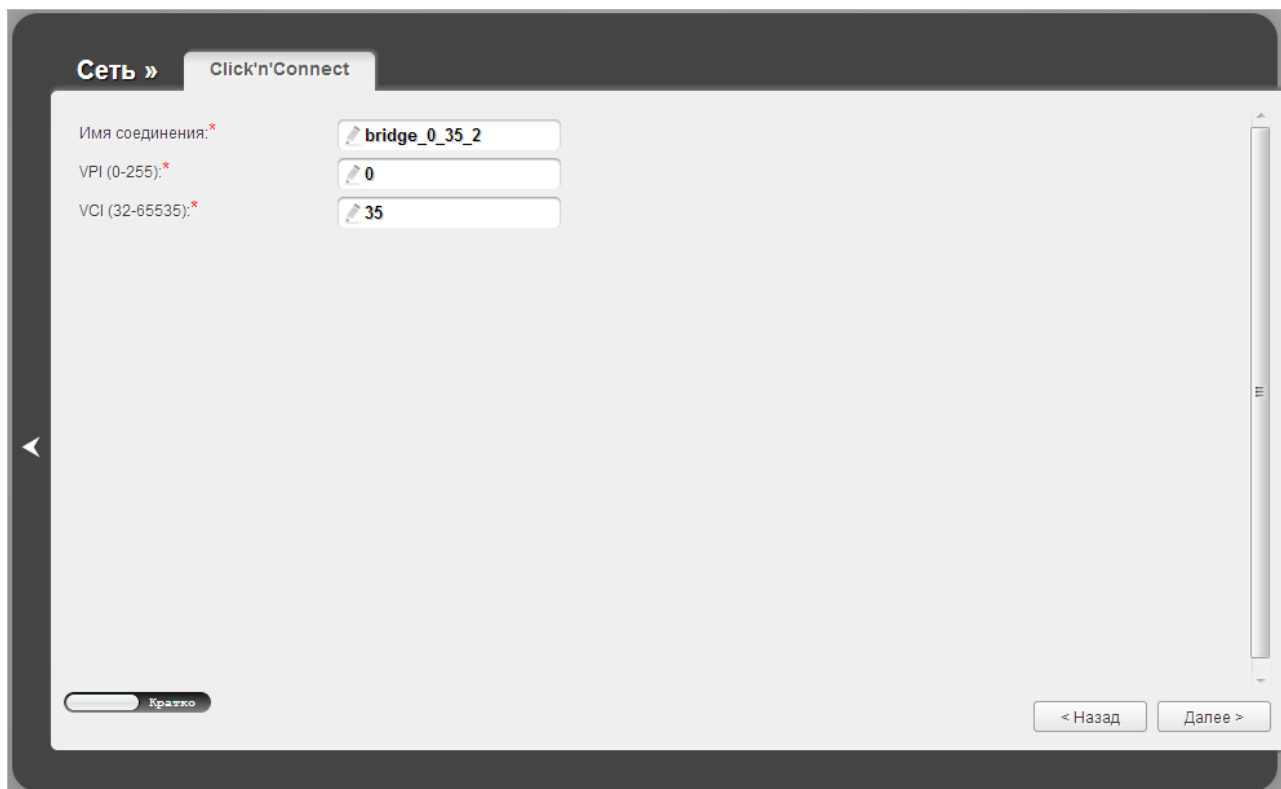 Сеть » Click'n'Connect
Имя соединения:* bridge_0_35_2
VPI (0-255):* 0
VCI (32-65535):* 35
Кратко
< Назад Далее >